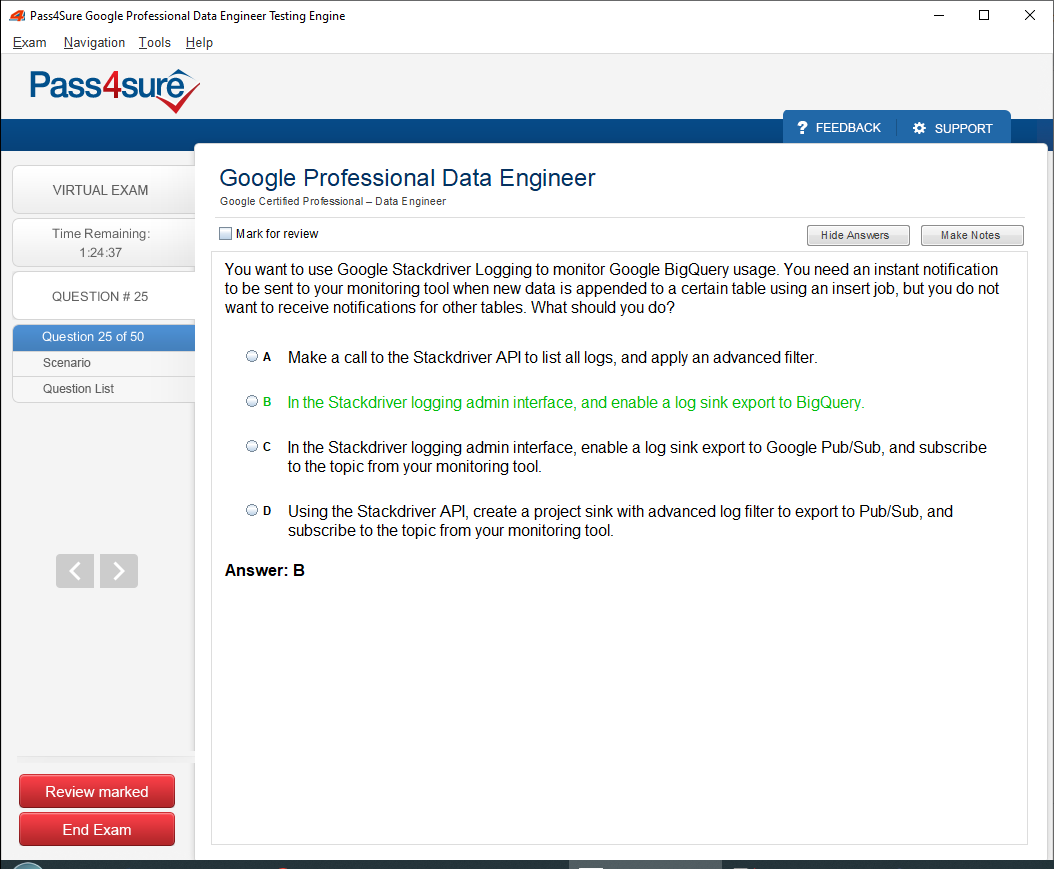 Pass4Sure Google Professional Data Engineer Testing Engine
Exam Navigation Tools Help
Pass4sure
? FEEDBACK SUPPORT
VIRTUAL EXAM
Time Remaining:
1:24:37
QUESTION # 25
Question 25 of 50
Scenario
Question List
Review marked
End Exam
Google Professional Data Engineer
Google Certified Professional – Data Engineer
Mark for review
Hide Answers Make Notes
You want to use Google Stackdriver Logging to monitor Google BigQuery usage. You need an instant notification
to be sent to your monitoring tool when new data is appended to a certain table using an insert job, but you do not
want to receive notifications for other tables. What should you do?
A Make a call to the Stackdriver API to list all logs, and apply an advanced filter.
B In the Stackdriver logging admin interface, and enable a log sink export to BigQuery.
C In the Stackdriver logging admin interface, enable a log sink export to Google Pub/Sub, and subscribe
to the topic from your monitoring tool.
D Using the Stackdriver API, create a project sink with advanced log filter to export to Pub/Sub, and
subscribe to the topic from your monitoring tool.
Answer: B